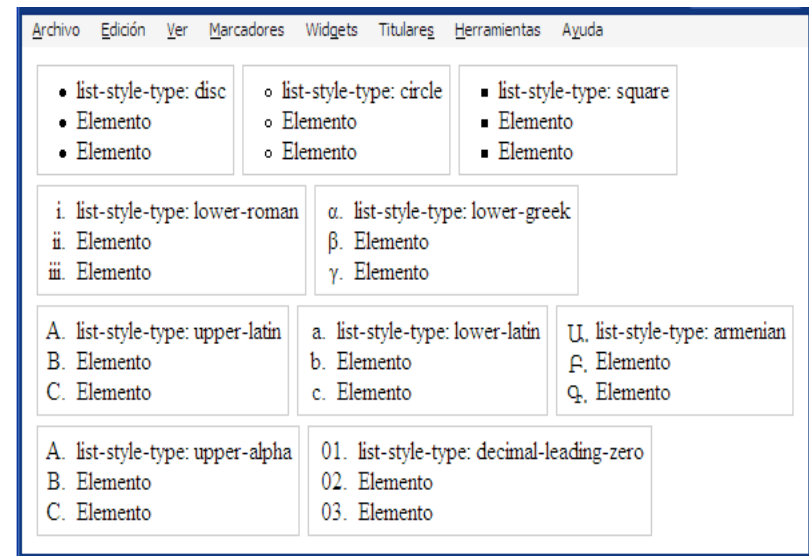 Archivo Edición Ver Marcadores Widgets Titulares Herramientas Ayuda
• list-style-type: disc
• Elemento
• Elemento
◦ list-style-type: circle
◦ Elemento
◦ Elemento
▪ list-style-type: square
▪ Elemento
▪ Elemento
i. list-style-type: lower-roman
ii. Elemento
iii. Elemento
α. list-style-type: lower-greek
β. Elemento
γ. Elemento
A. list-style-type: upper-latin
B. Elemento
C. Elemento
a. list-style-type: lower-latin
b. Elemento
c. Elemento
Ա. list-style-type: armenian
Բ. Elemento
Գ. Elemento
A. list-style-type: upper-alpha
B. Elemento
C. Elemento
01. list-style-type: decimal-leading-zero
02. Elemento
03. Elemento